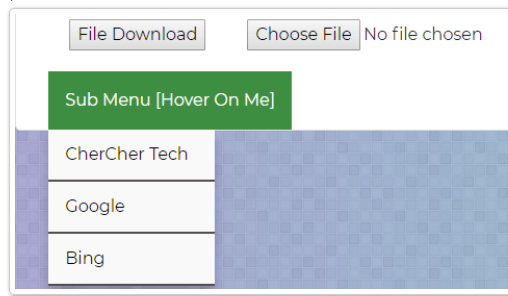 File Download Choose File No file chosen
Sub Menu [Hover On Me]
CherCher Tech
Google
Bing